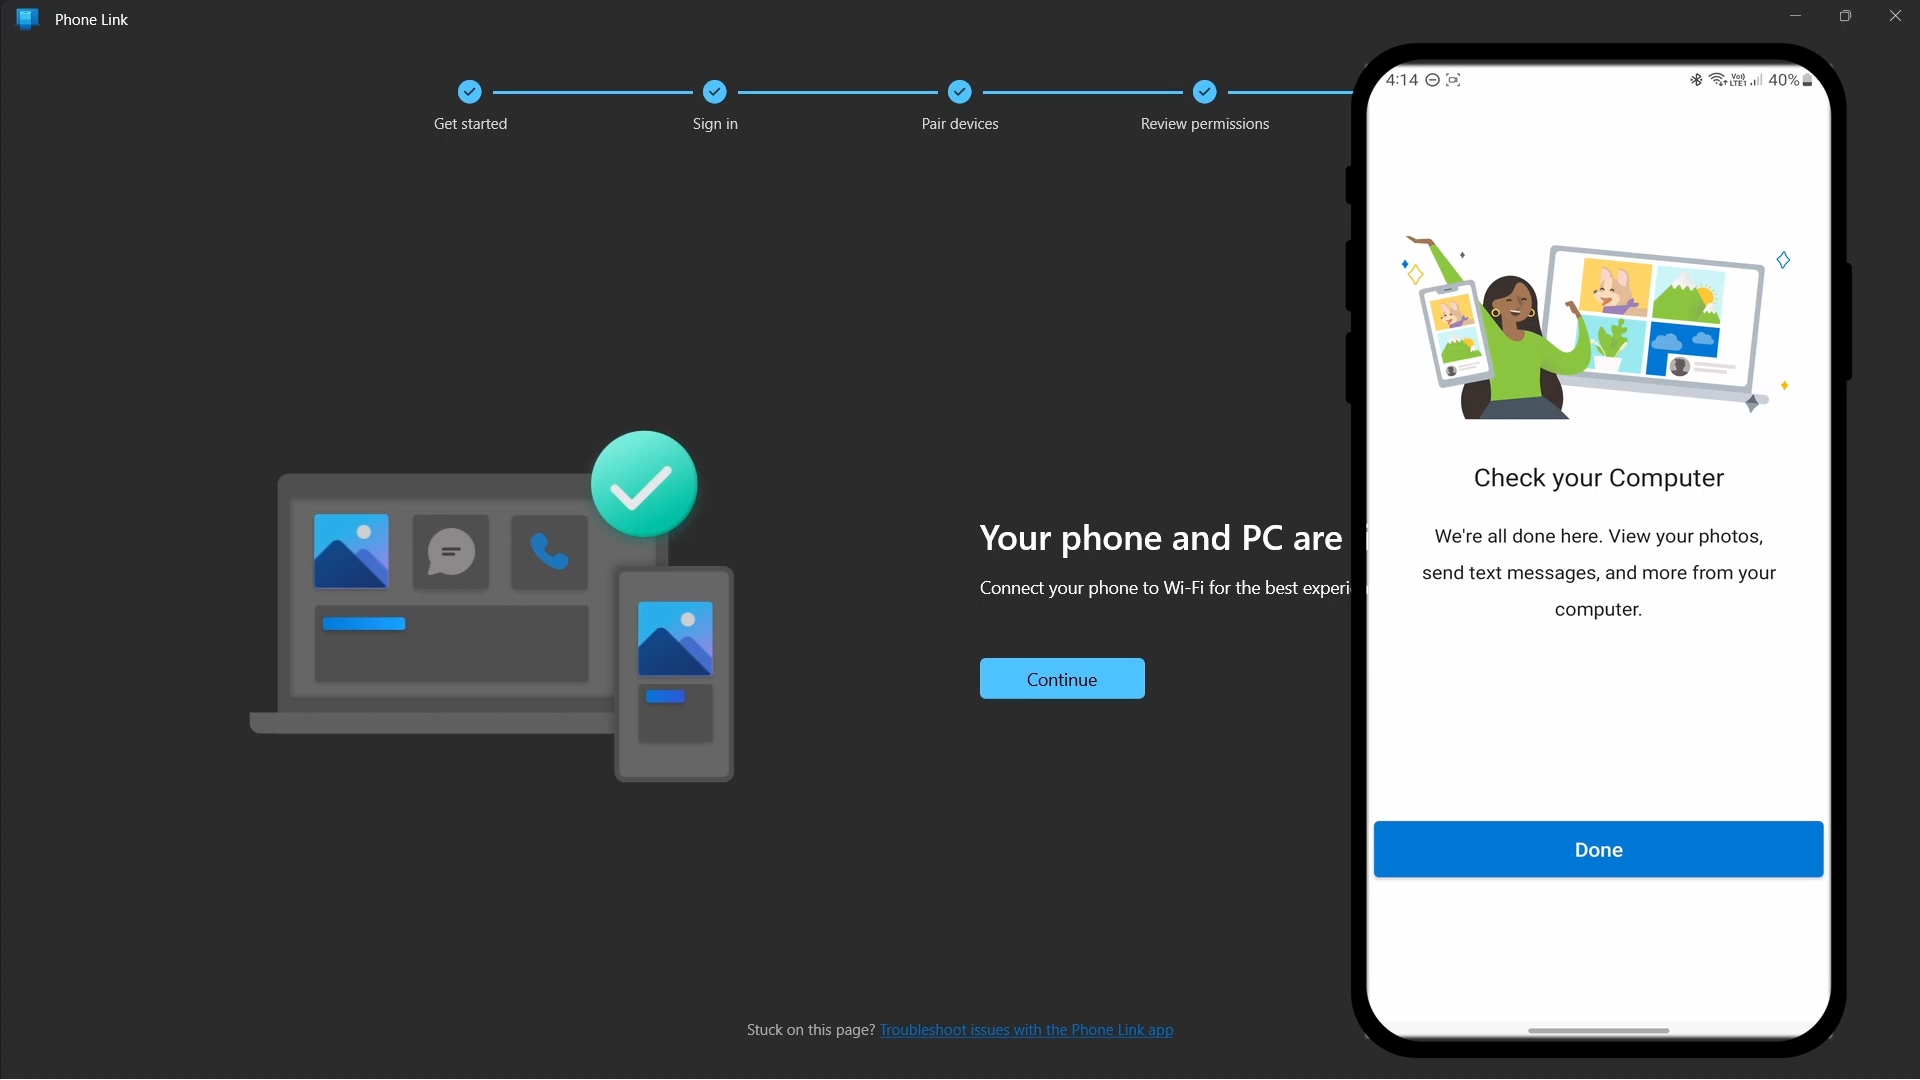 Phone Link
Get started
Sign in
Pair devices
Review permissions
Your phone and PC are
Connect your phone to Wi-Fi for the best
Continue
Stuck on this page? Troubleshoot issues with the Phone Link app
4:14
Vo)) LTE1 40%
Check your Computer
We're all done here. View your photos,
send text messages, and more from your
computer.
Done